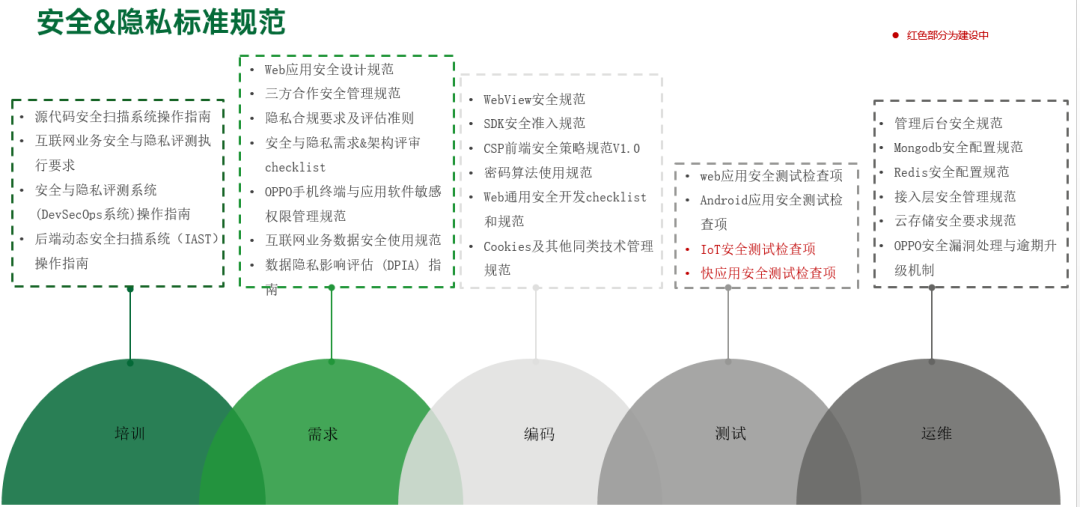 安全&隐私标准规范
红色部分为建设中
源代码安全扫描系统操作指南
互联网业务安全与隐私评测执
行要求
安全与隐私评测系统
(DevSecOps系统)操作指南
后端动态安全扫描系统（IAST）
操作指南
Web应用安全设计规范
三方合作安全管理规范
隐私合规要求及评估准则
安全与隐私需求&架构评审
checklist
OPPO手机终端与应用软件敏感
权限管理规范
互联网业务数据安全使用规范
数据隐私影响评估 (DPIA) 指
南
WebView安全规范
SDK安全准入规范
CSP前端安全策略规范V1.0
密码算法使用规范
Web通用安全开发checklist
和规范
Cookies及其他同类技术管理
规范
web应用安全测试检查项
Android应用安全测试检
查项
IoT安全测试检查项
快应用安全测试检查项
管理后台安全规范
Mongodb安全配置规范
Redis安全配置规范
接入层安全管理规范
云存储安全要求规范
OPPO安全漏洞处理与逾期升
级机制
培训
需求
编码
测试
运维